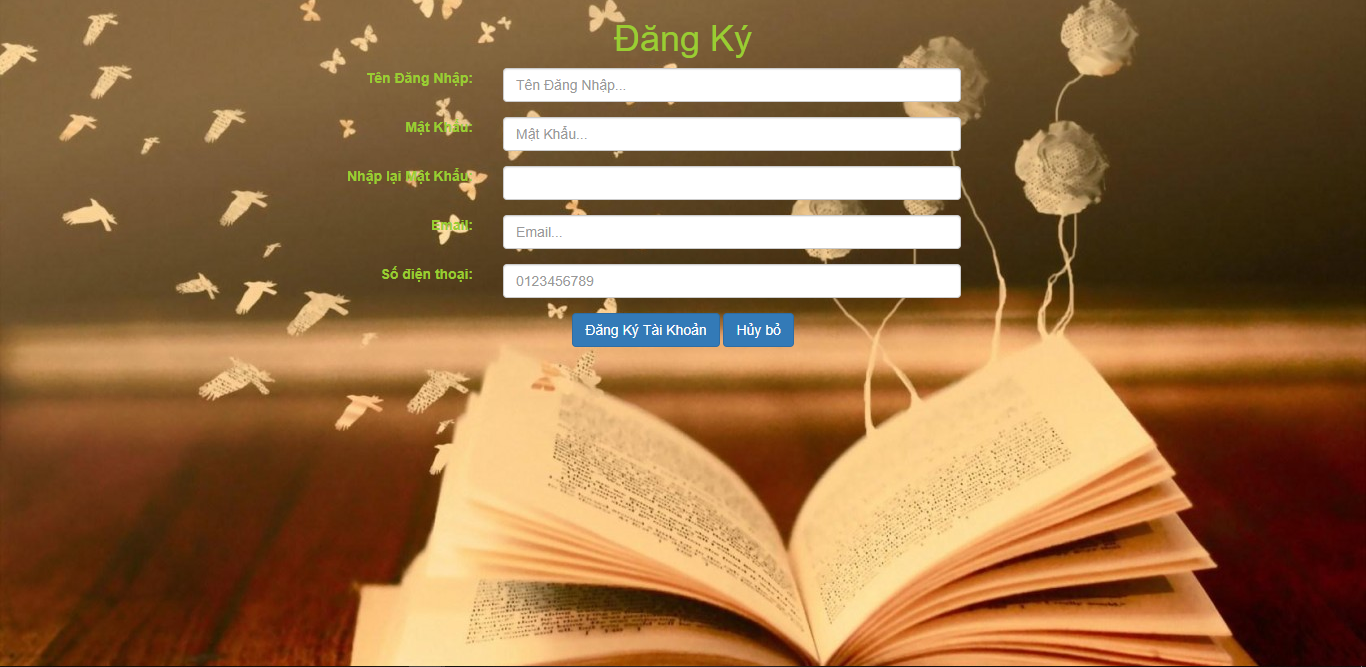 Đăng Ký
Tên Đăng Nhập: Tên Đăng Nhập...
Mật Khẩu: Mật Khẩu...
Nhập lại Mật Khẩu:
Email: Email...
Số điện thoại: 0123456789
Đăng Ký Tài Khoản Hủy bỏ